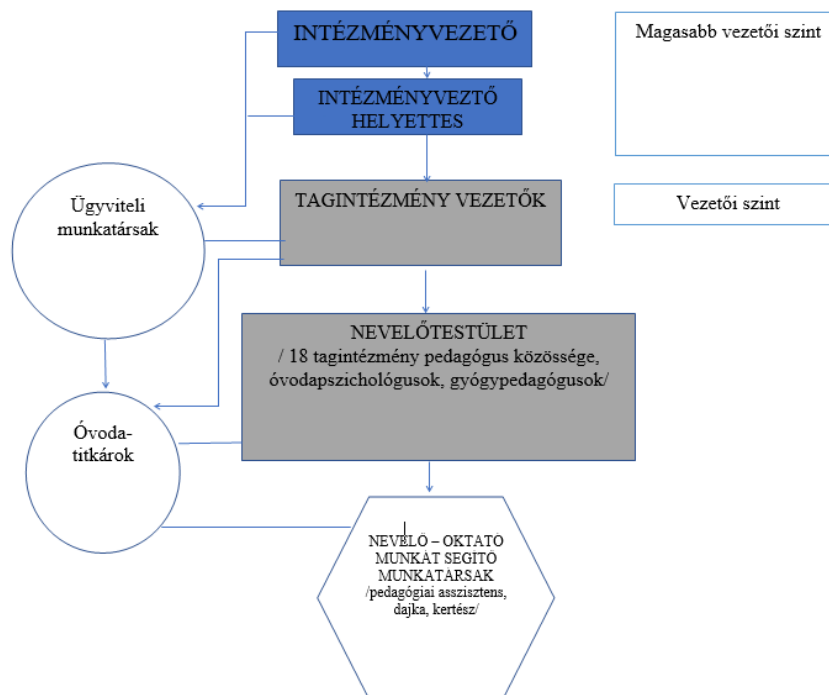 INTÉZMÉNYVEZETŐ
Magasabb vezetői szint
INTÉZMÉNYVEZTŐ
HELYETTES
TAGINTÉZMÉNY VEZETŐK
Vezetői szint
Ügyviteli
munkatársak
NEVELŐTESTÜLET
/ 18 tagintézmény pedagógus közössége,
óvodapszichológusok, gyógypedagógusok/
Óvoda-
titkárok
NEVELŐ – OKTATÓ
MUNKÁT SEGÍTŐ
MUNKATÁRSAK
/pedagógiai asszisztens,
dajka, kertész/